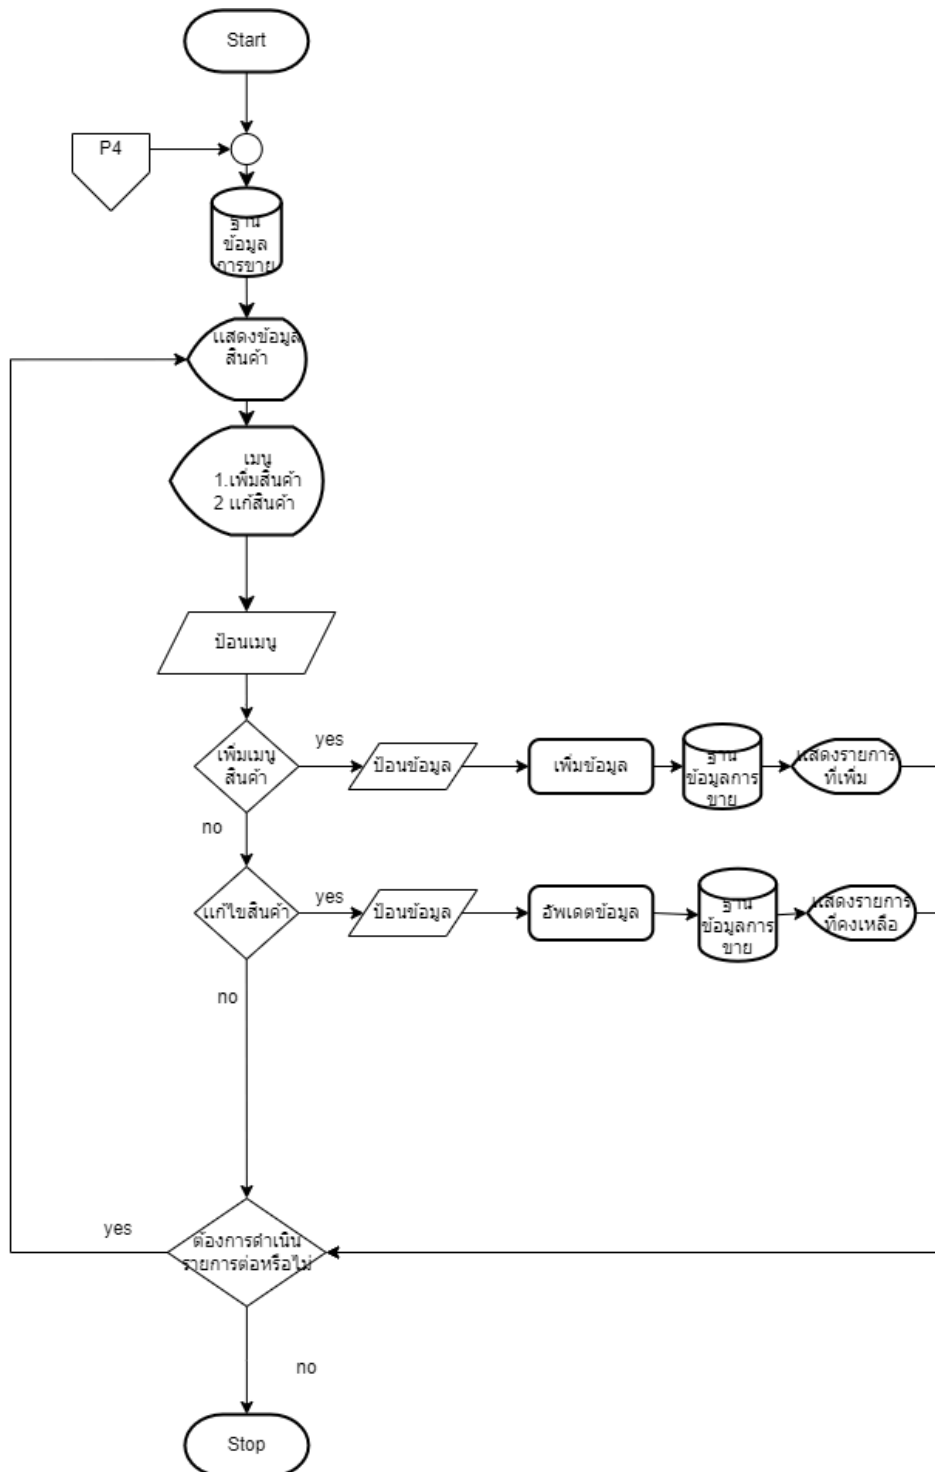 Start
P4
ฐาน
ข้อมูล
การขาย
แสดงข้อมูล
สินค้า
เมนู
1.เพิ่มสินค้า
2 แก้สินค้า
ป้อนเมนู
เพิ่มเมนู
สินค้า
yes
ป้อนข้อมูล
เพิ่มข้อมูล
ฐาน
ข้อมูลการ
ขาย
แสดงรายการ
ที่เพิ่ม
no
แก้ไขสินค้า
yes
ป้อนข้อมูล
อัพเดตข้อมูล
ฐาน
ข้อมูลการ
ขาย
แสดงรายการ
ที่คงเหลือ
no
yes
ต้องการดำเนิน
รายการต่อหรือไม่
no
Stop